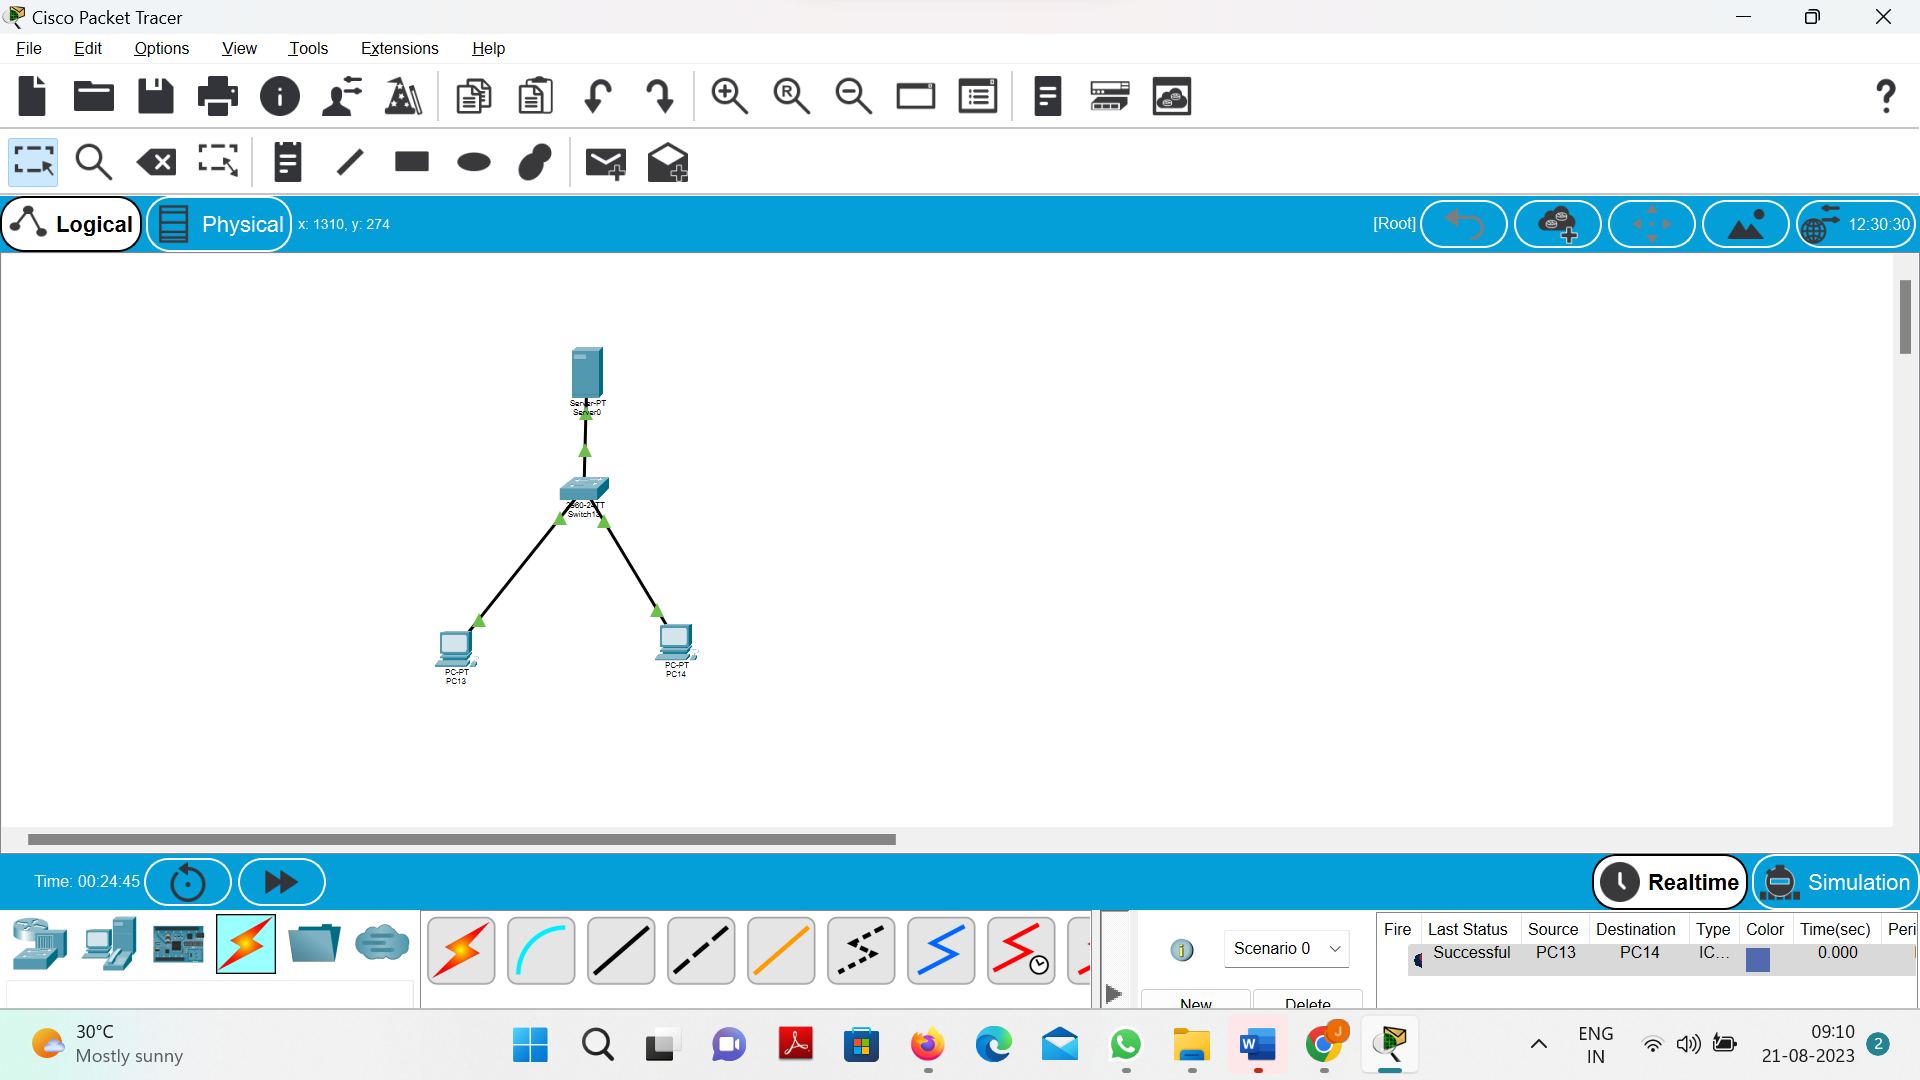 Cisco Packet Tracer
File Edit Options View Tools Extensions Help
Logical Physical x: 1310, y: 274 [Root] 12:30:30
Server-PT
Server0
2960-24TT
PC-PT
PC13
PC-PT
PC14
Time: 00:24:45 Realtime Simulation
Fire Last Status Source Destination Type Color Time(sec) Peri
Successful PC13 PC14 IC... 0.000
Scenario 0
New Delete
30°C
Mostly sunny
ENG
IN
09:10
21-08-2023
2